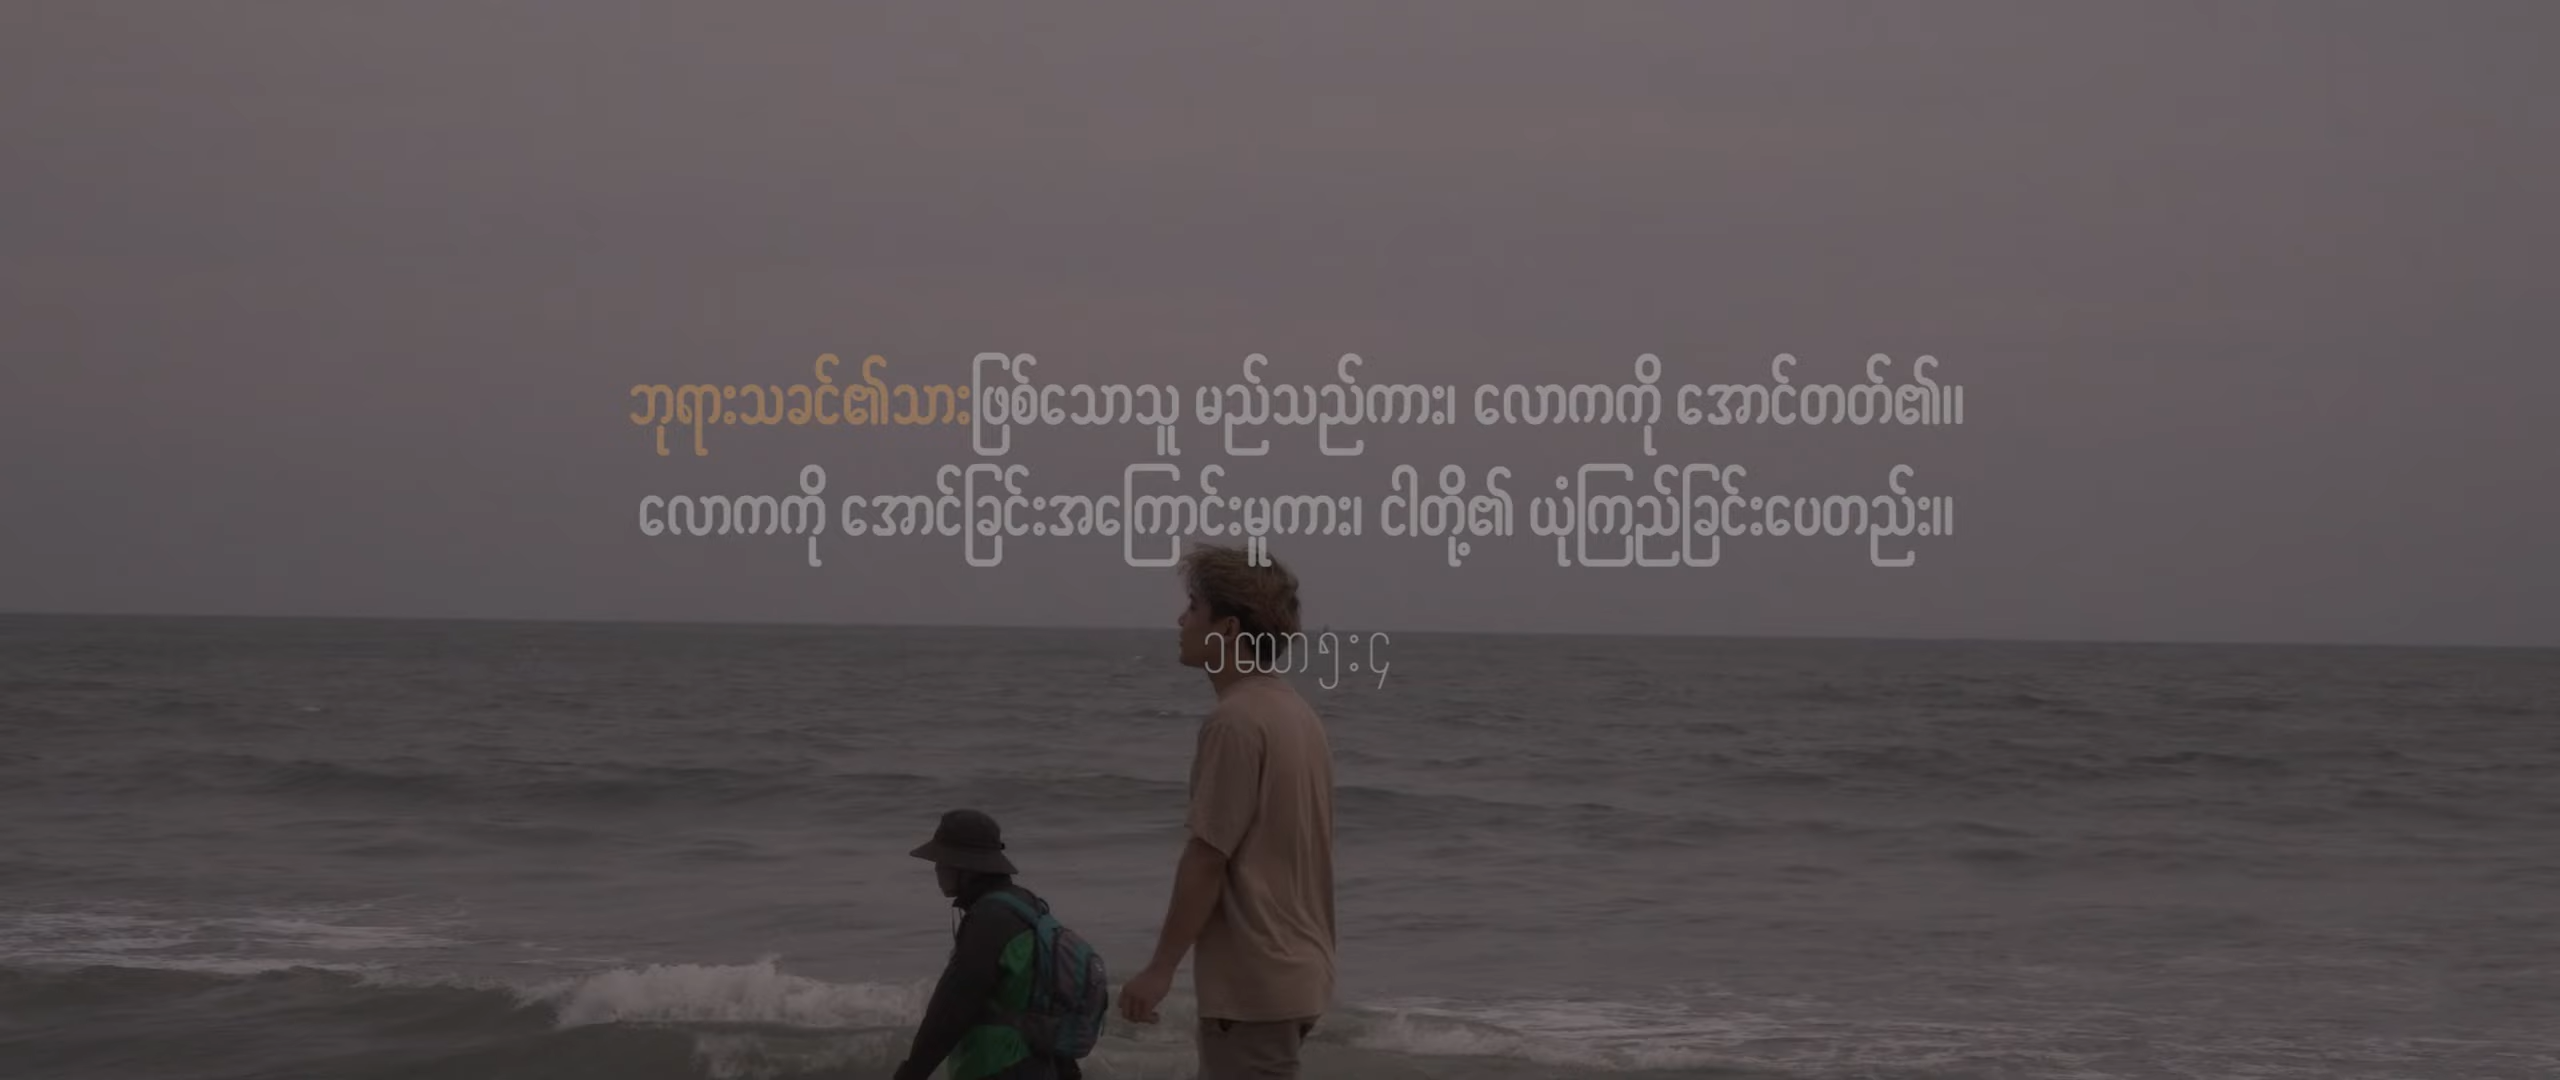 ဘုရားသခင်၏သားဖြစ်သောသူ မည်သည်ကား၊ လောကကို အောင်တတ်၏။
လောကကို အောင်ခြင်းအကြောင်းမူကား၊ ငါတို့၏ ယုံကြည်ခြင်းပေတည်း။
၁ယော ၅း၄